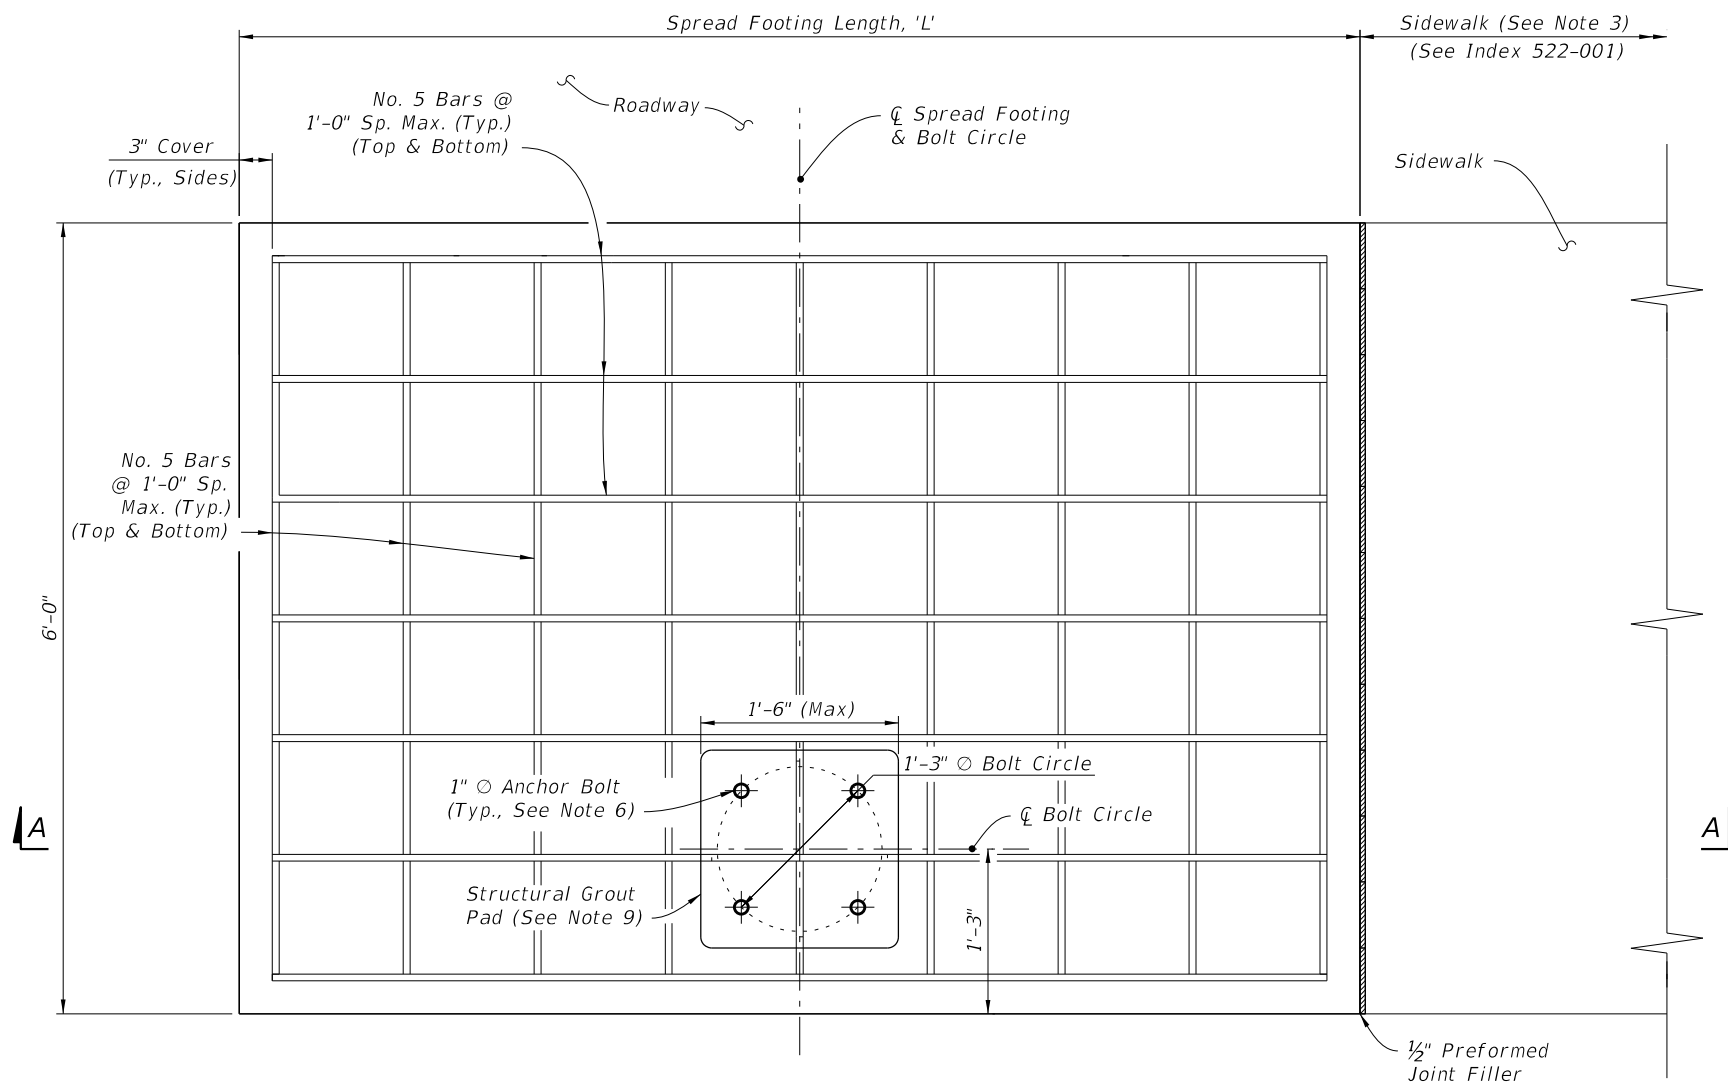 Spread Footing Length, 'L'
Sidewalk (See Note 3)
(See Index 522-001)
No. 5 Bars @
1'-0" Sp. Max. (Typ.)
(Top & Bottom)
Roadway
℄ Spread Footing
& Bolt Circle
3" Cover
(Typ., Sides)
Sidewalk
No. 5 Bars
@ 1'-0" Sp.
Max. (Typ.)
(Top & Bottom)
6'-0"
1'-6" (Max)
1'-3" ∅ Bolt Circle
1" ∅ Anchor Bolt
(Typ., See Note 6)
℄ Bolt Circle
A
A
Structural Grout
Pad (See Note 9)
1'-3"
½" Preformed
Joint Filler